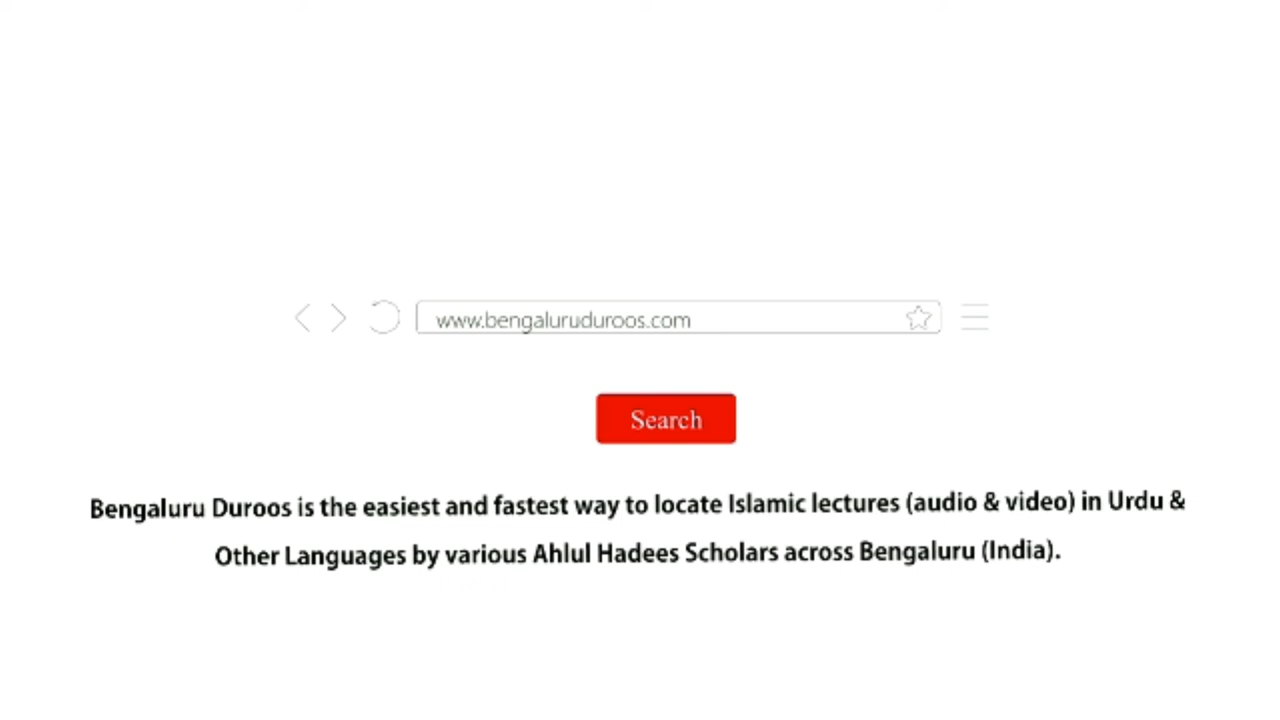 www.bengaluruduroos.com
Search
Bengaluru Duroos is the easiest and fastest way to locate Islamic lectures (audio & video) in Urdu &
Other Languages by various Ahlul Hadees Scholars across Bengaluru (India).